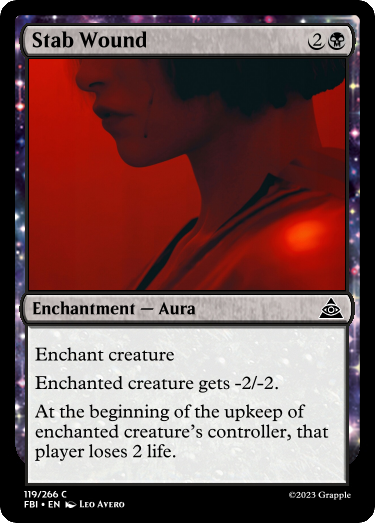 Stab Wound 2
Enchantment — Aura
Enchant creature
Enchanted creature gets -2/-2.
At the beginning of the upkeep of
enchanted creature's controller, that
player loses 2 life.
119/266 C
FBI • EN Leo Avero
©2023 Grapple